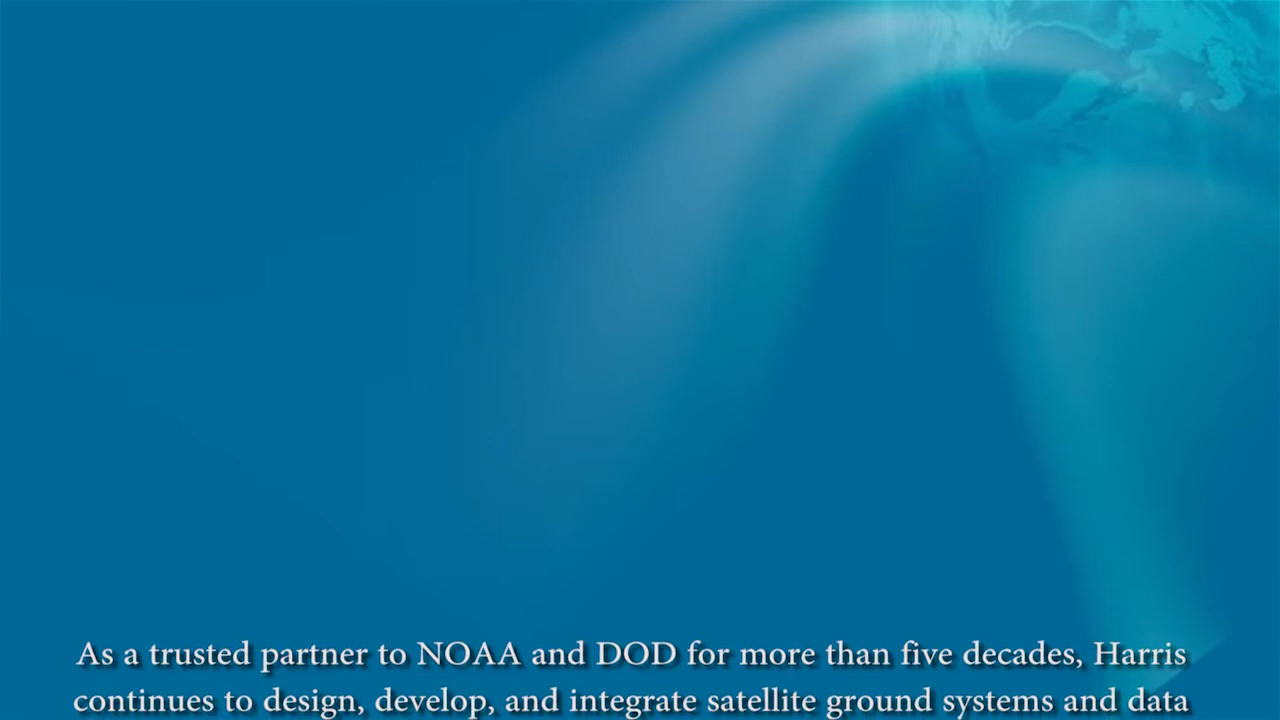 As a trusted partner to NOAA and DOD for more than five decades, Harris
continues to design, develop, and integrate satellite ground systems and data